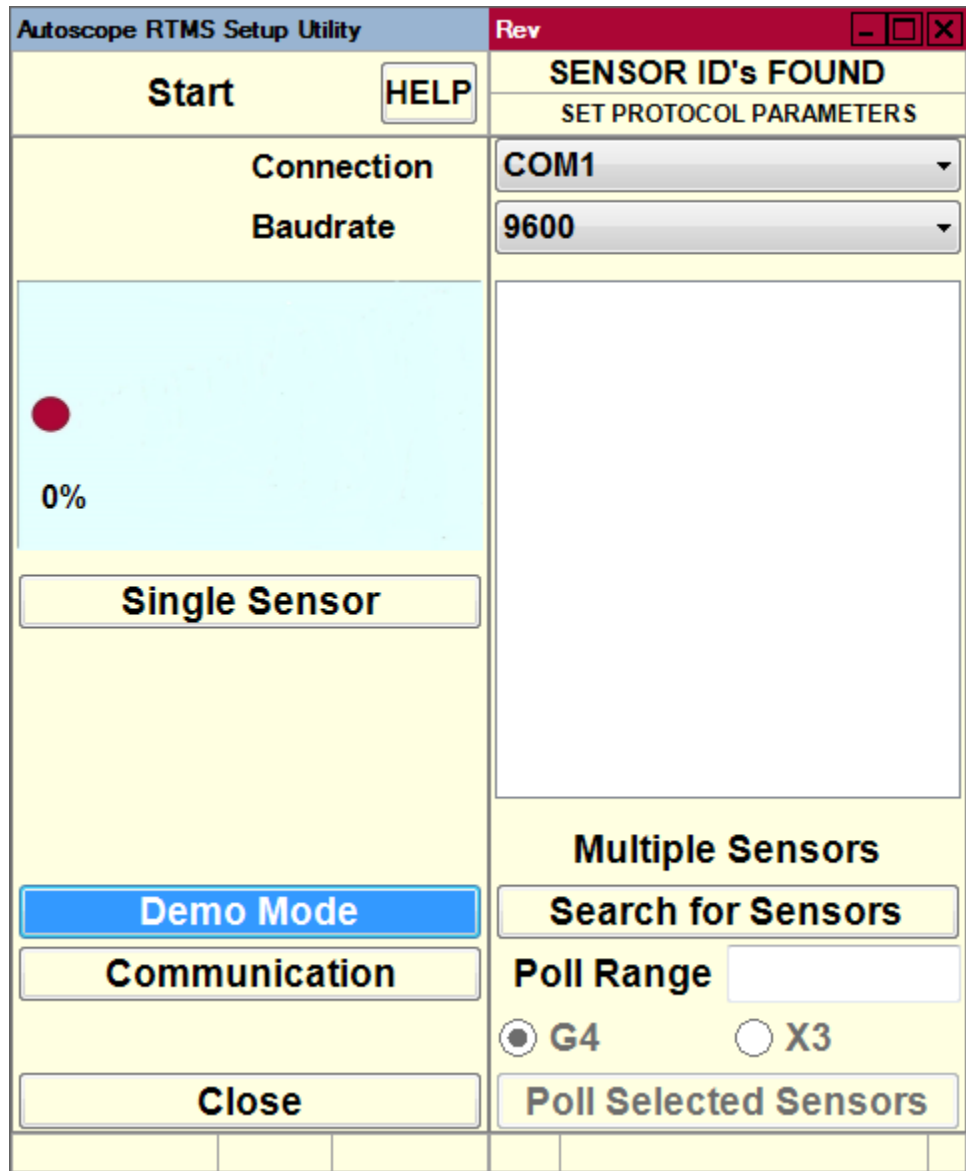 Autoscope RTMS Setup Utility
Rev
Start
HELP
SENSOR ID's FOUND
SET PROTOCOL PARAMETERS
Connection
COM1
Baudrate
9600
0%
Single Sensor
Multiple Sensors
Demo Mode
Search for Sensors
Communication
Poll Range
G4
X3
Close
Poll Selected Sensors